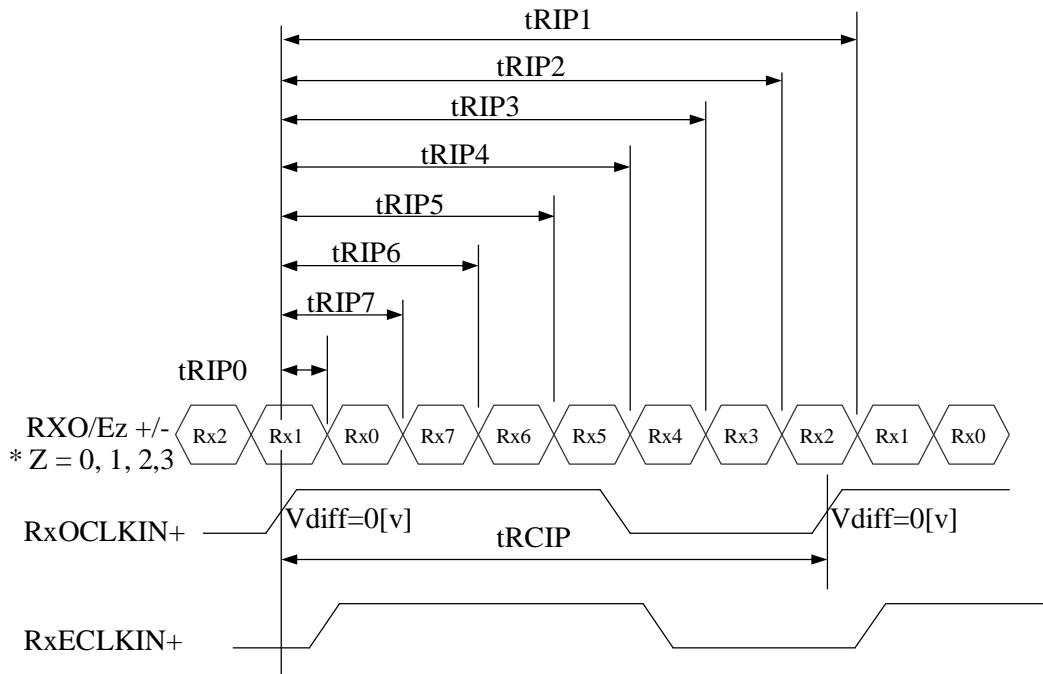 tRIP1
tRIP2
tRIP3
tRIP4
tRIP5
tRIP6
tRIP7
tRIP0
RXO/Ez +/- Rx2 Rx1 Rx0 Rx7 Rx6 Rx5 Rx4 Rx3 Rx2 Rx1 Rx0
* Z = 0, 1, 2,3
RxOCLKIN+ Vdiff=0[v] Vdiff=0[v]
tRCIP
RxECLKIN+